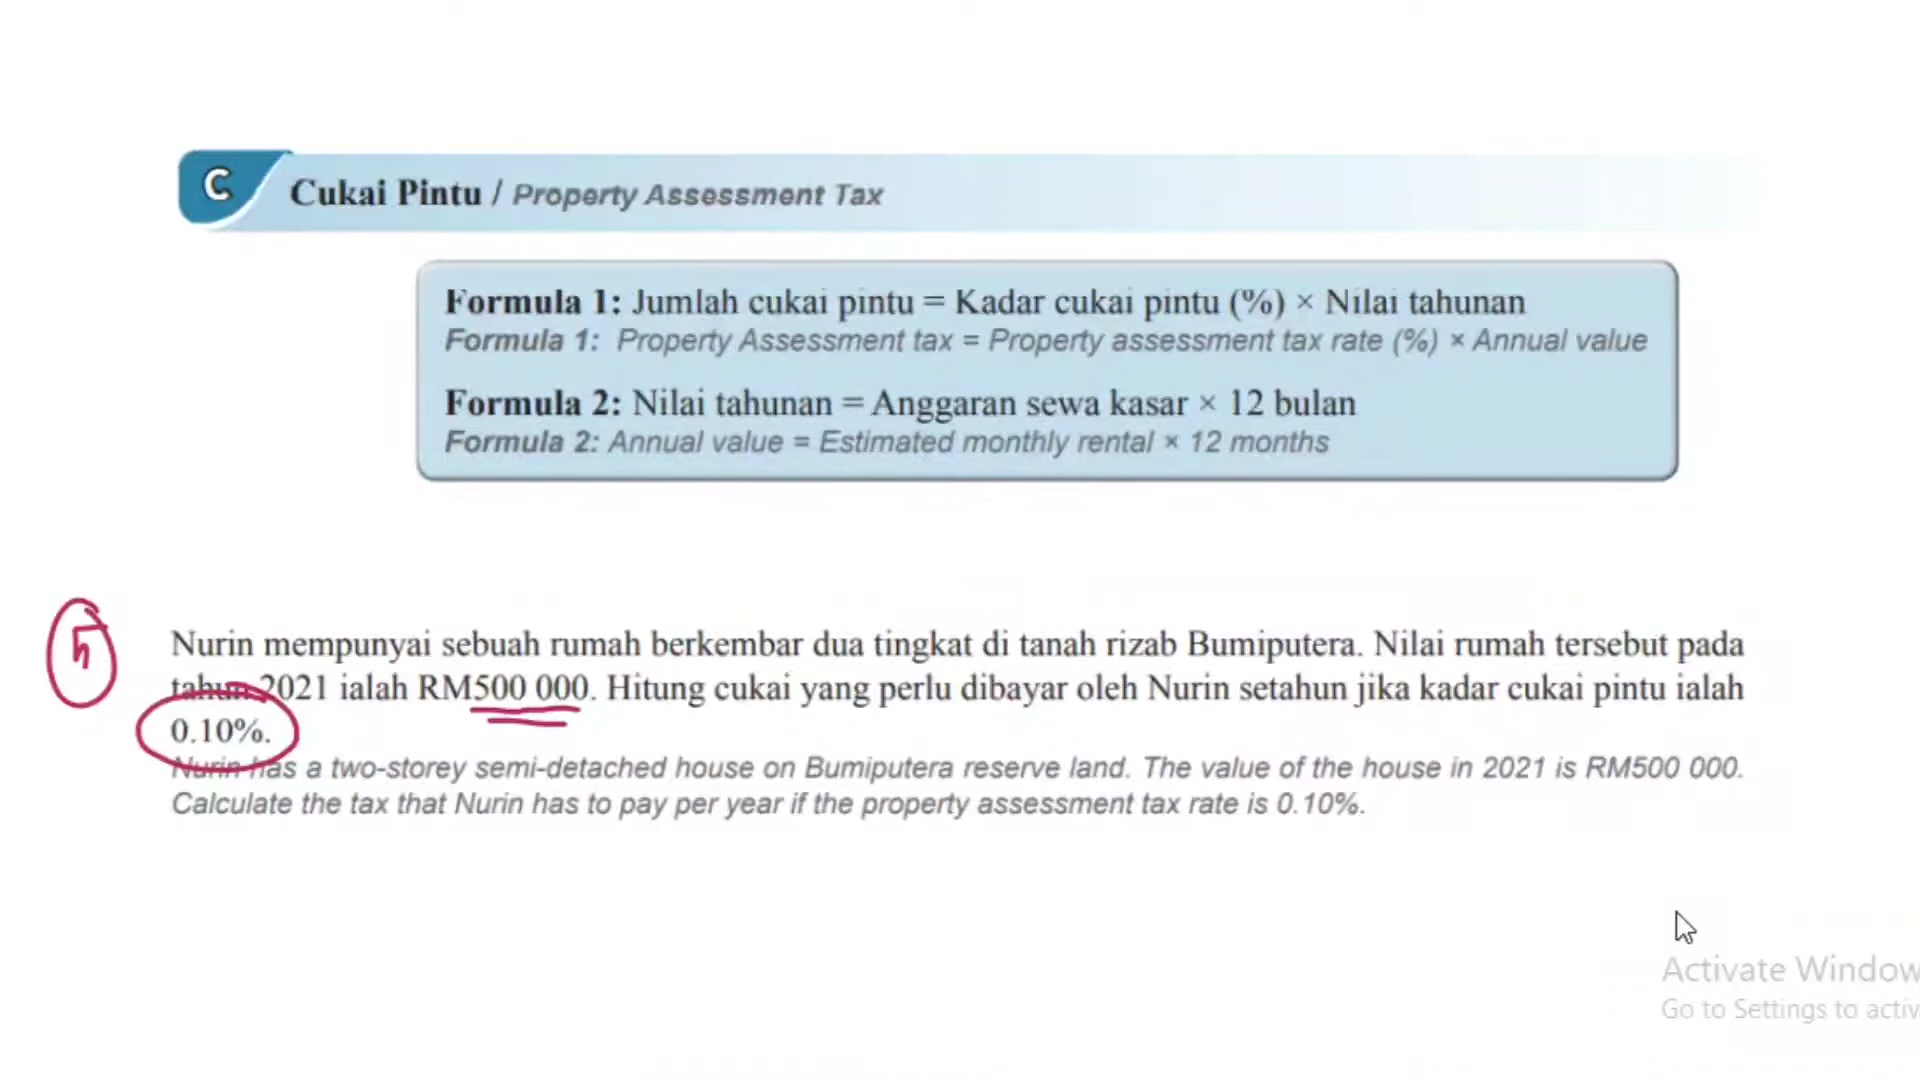 C
Cukai Pintu / Property Assessment Tax
Formula 1: Jumlah cukai pintu = Kadar cukai pintu (%) × Nilai tahunan
Formula 1: Property Assessment tax = Property assessment tax rate (%) × Annual value
Formula 2: Nilai tahunan = Anggaran sewa kasar × 12 bulan
Formula 2: Annual value = Estimated monthly rental × 12 months
5
Nurin mempunyai sebuah rumah berkembar dua tingkat di tanah rizab Bumiputera. Nilai rumah tersebut pada
tahun 2021 ialah RM500 000. Hitung cukai yang perlu dibayar oleh Nurin setahun jika kadar cukai pintu ialah
0.10%.
Nurin has a two-storey semi-detached house on Bumiputera reserve land. The value of the house in 2021 is RM500 000.
Calculate the tax that Nurin has to pay per year if the property assessment tax rate is 0.10%.
Activate Window
Go to Settings to activ